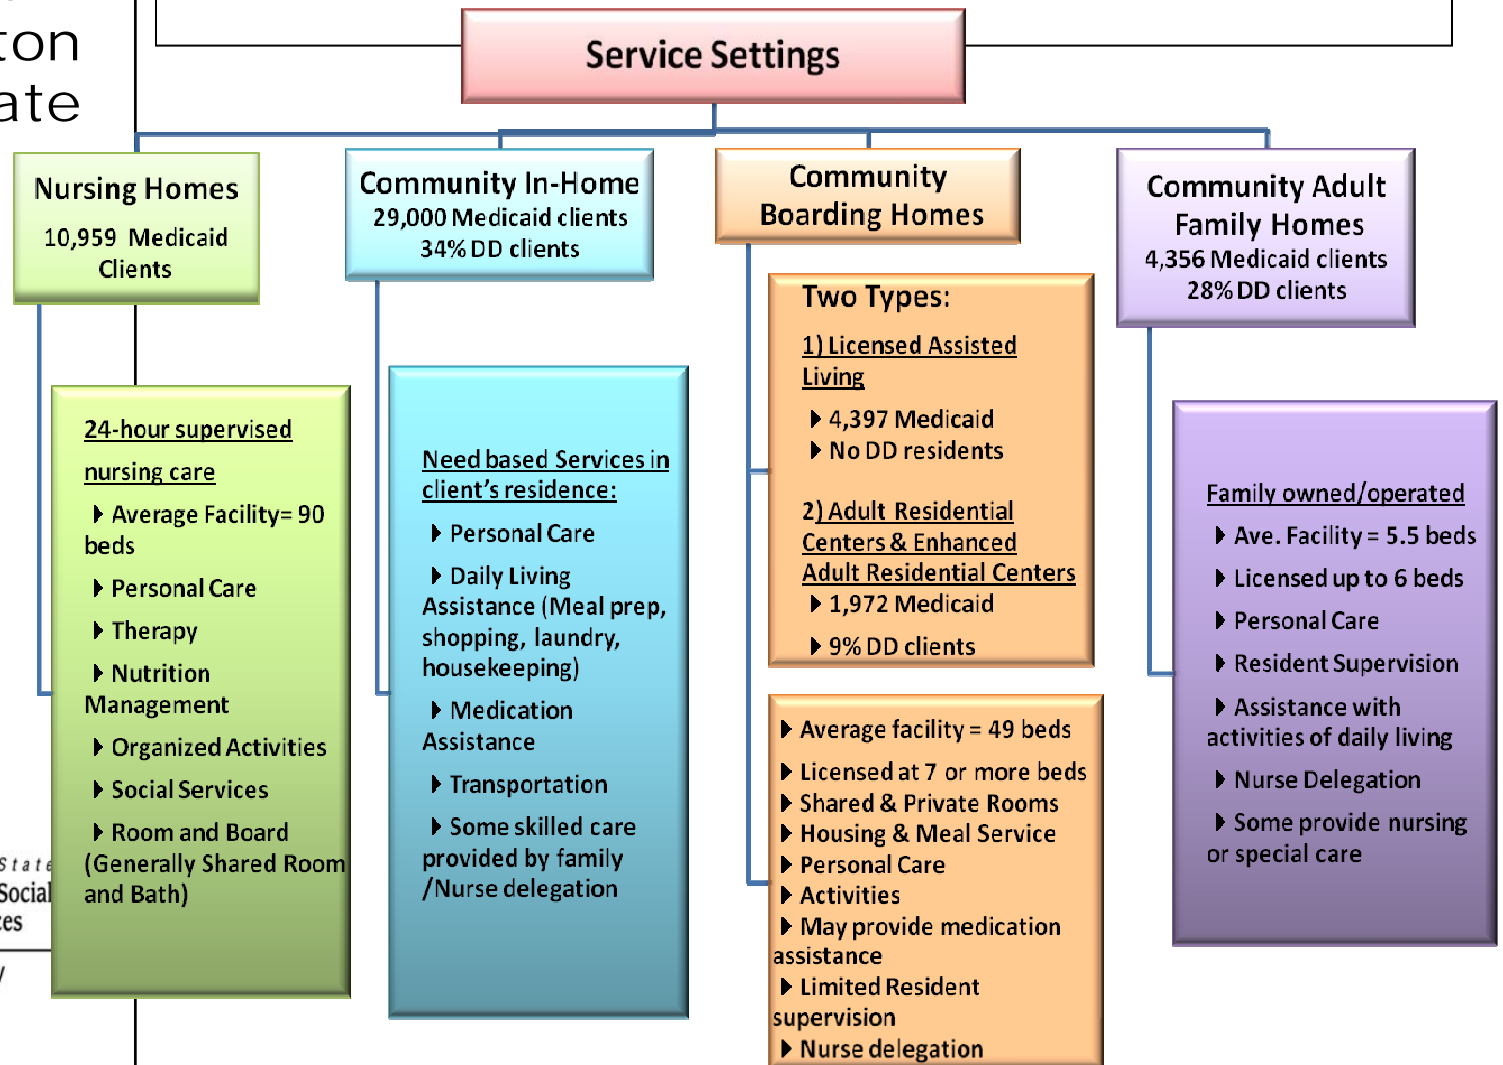 ton
ate
Service Settings
Nursing Homes
10,959 Medicaid
Clients
24-hour supervised
nursing care
Average Facility= 90
beds
Personal Care
Therapy
Nutrition
Management
Organized Activities
Social Services
Room and Board
(Generally Shared Room
and Bath)
State
Social
ces
Community In-Home
29,000 Medicaid clients
34% DD clients
Need based Services in
client's residence:
Personal Care
Daily Living
Assistance (Meal prep,
shopping, laundry,
housekeeping)
Medication
Assistance
Transportation
Some skilled care
provided by family
/Nurse delegation
Community
Boarding Homes
Two Types:
1) Licensed Assisted
Living
4,397 Medicaid
No DD residents
2) Adult Residential
Centers & Enhanced
Adult Residential Centers
1,972 Medicaid
9% DD clients
Average facility = 49 beds
Licensed at 7 or more beds
Shared & Private Rooms
Housing & Meal Service
Personal Care
Activities
May provide medication
assistance
Limited Resident
supervision
Nurse delegation
Community Adult
Family Homes
4,356 Medicaid clients
28% DD clients
Family owned/operated
Ave. Facility = 5.5 beds
Licensed up to 6 beds
Personal Care
Resident Supervision
Assistance with
activities of daily living
Nurse Delegation
Some provide nursing
or special care